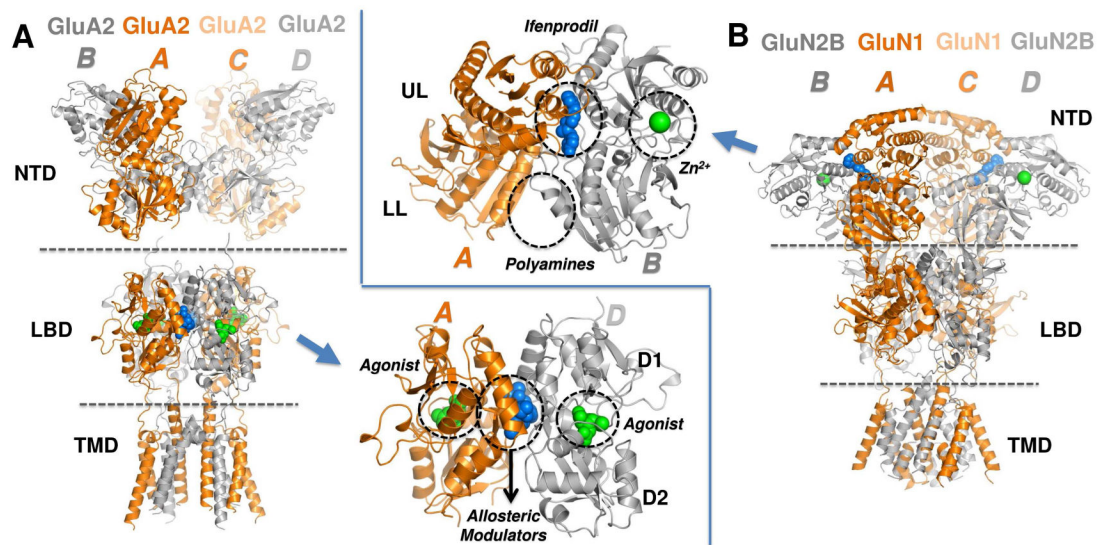 A
GluA2 GluA2 GluA2 GluA2
B A C D
NTD
LBD
TMD
Ifenprodil
UL
LL
Zn²⁺
A
B
Polyamines
A
D
Agonist
D1
Agonist
D2
Allosteric
Modulators
B
GluN2B GluN1 GluN1 GluN2B
B A C D
NTD
LBD
TMD